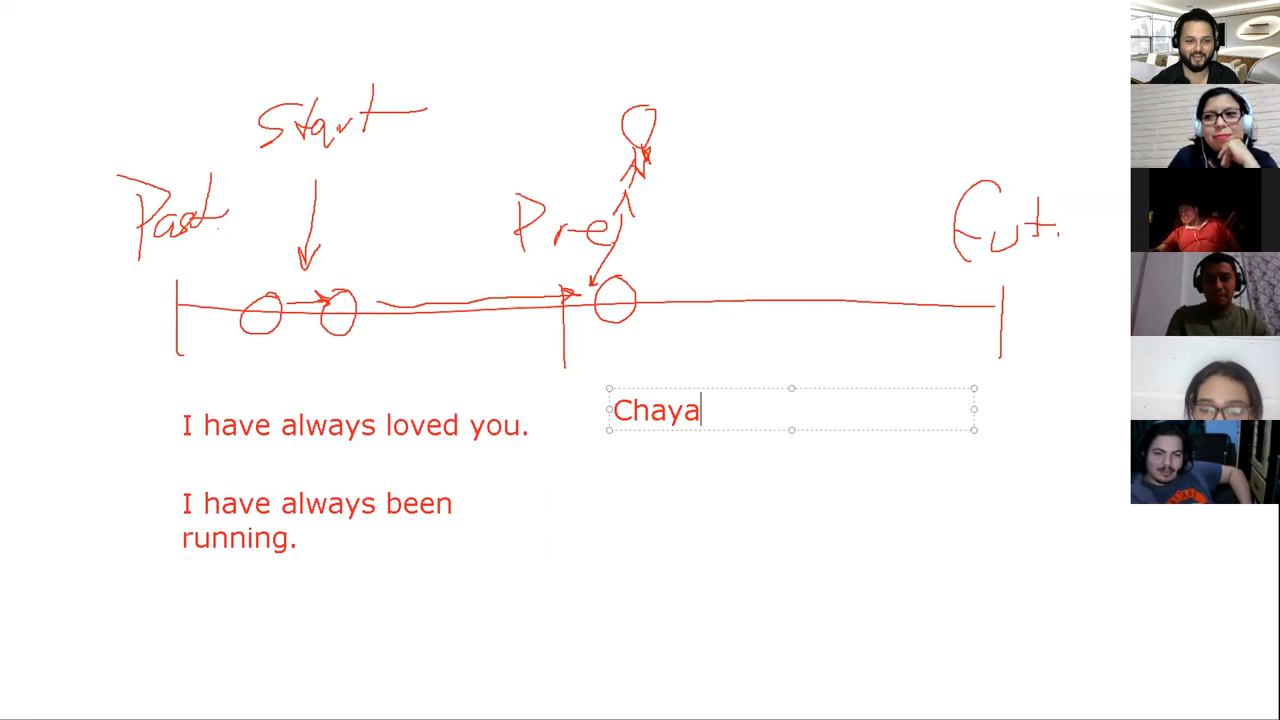 Start
Past
Pre
Fut.
I have always loved you.
Chaya
I have always been
running.